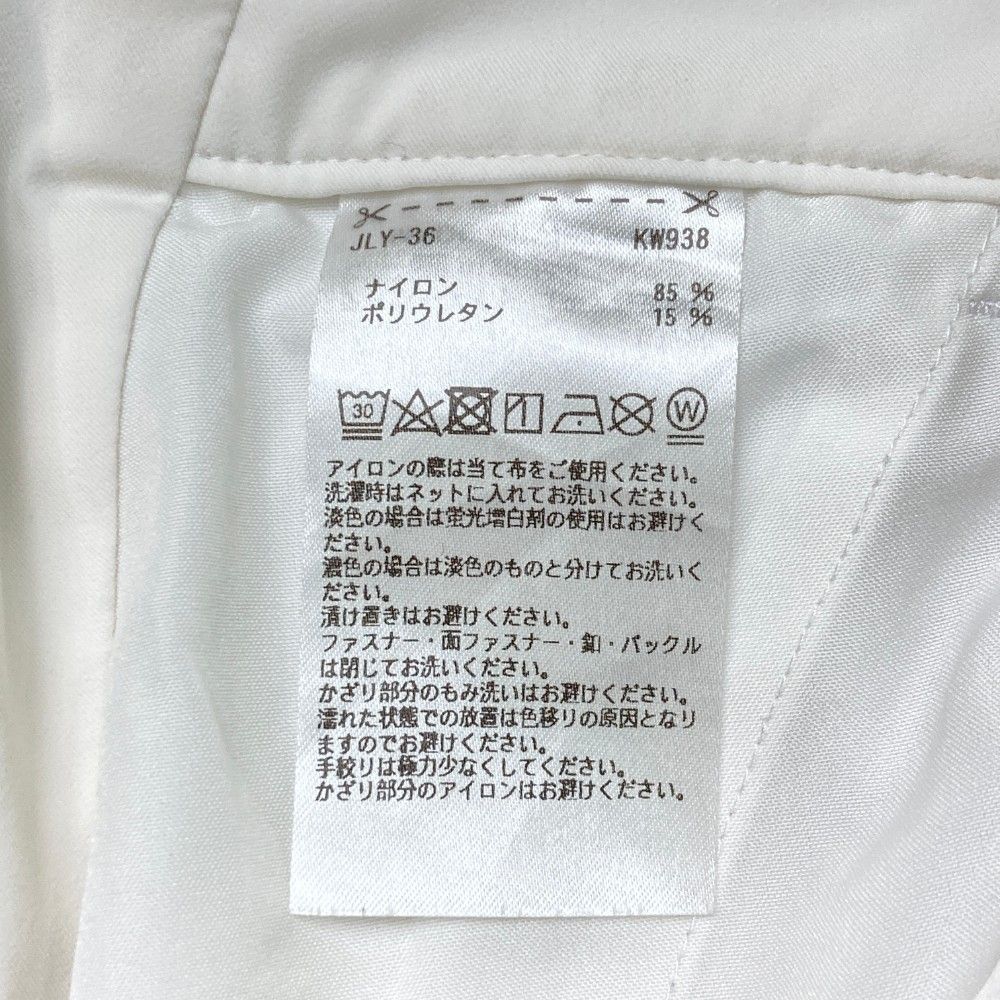 JLY-36 KW938
ナイロン 85 %
ポリウレタン 15 %
30 W
アイロンの際は当て布をご使用ください。
洗濯時はネットに入れてお洗いください。
淡色の場合は蛍光増白剤の使用はお避けく
ださい。
濃色の場合は淡色のものと分けてお洗いく
ださい。
漬け置きはお避けください。
ファスナー・面ファスナー・釦・バックル
は閉じてお洗いください。
かざり部分のもみ洗いはお避けください。
濡れた状態での放置は色移りの原因となり
ますのでお避けください。
手絞りは極力少なくしてください。
かざり部分のアイロンはお避けください。